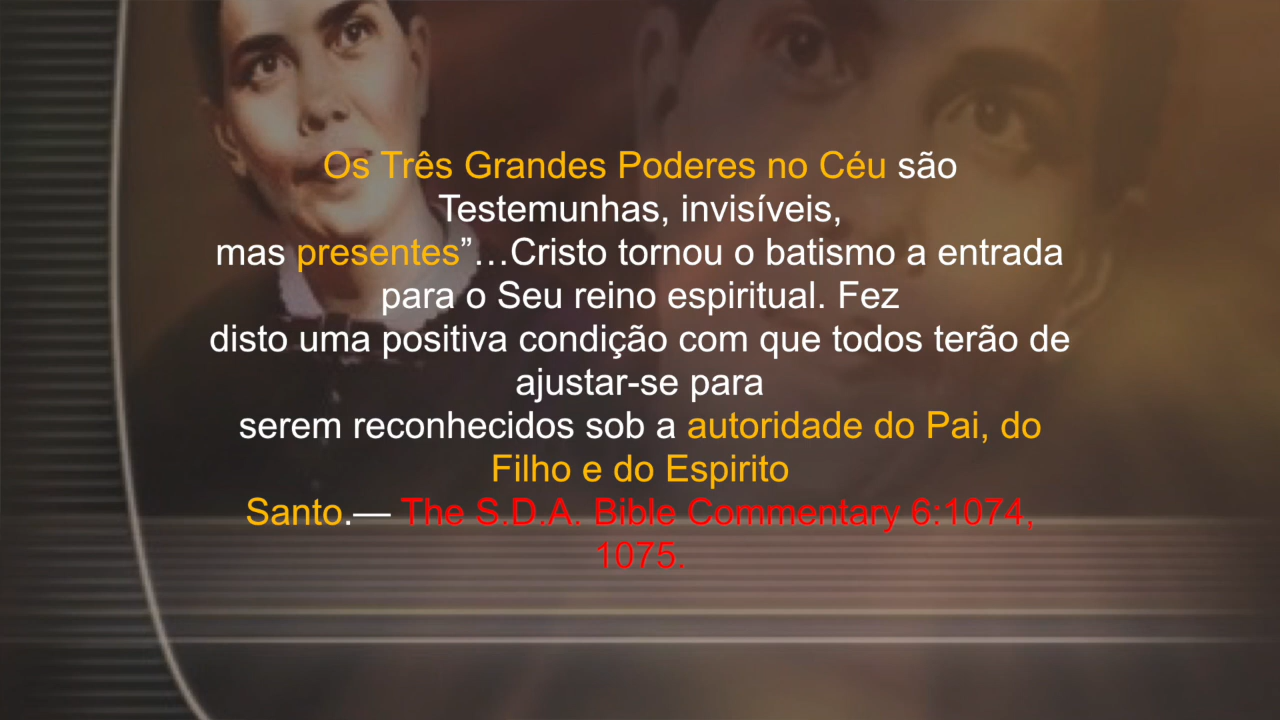 Os Três Grandes Poderes no Céu são
Testemunhas, invisíveis,
mas presentes”…Cristo tornou o batismo a entrada
para o Seu reino espiritual. Fez
disto uma positiva condição com que todos terão de
ajustar-se para
serem reconhecidos sob a autoridade do Pai, do
Filho e do Espirito
Santo.— The S.D.A. Bible Commentary 6:1074,
1075.